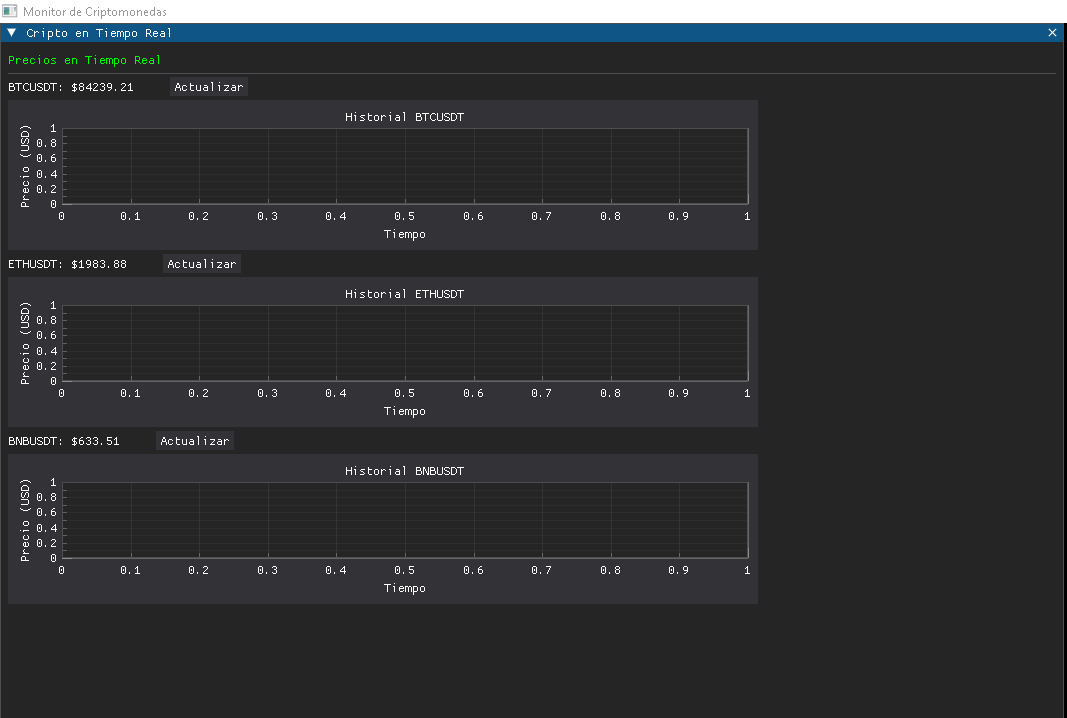 Monitor de Criptomonedas
▼ Cripto en Tiempo Real ✕
Precios en Tiempo Real
BTCUSDT: $84239.21 Actualizar
Historial BTCUSDT
Precio (USD)
1
0.8
0.6
0.4
0.2
0
0 0.1 0.2 0.3 0.4 0.5 0.6 0.7 0.8 0.9 1
Tiempo
ETHUSDT: $1983.88 Actualizar
Historial ETHUSDT
Precio (USD)
1
0.8
0.6
0.4
0.2
0
0 0.1 0.2 0.3 0.4 0.5 0.6 0.7 0.8 0.9 1
Tiempo
BNBUSDT: $633.51 Actualizar
Historial BNBUSDT
Precio (USD)
1
0.8
0.6
0.4
0.2
0
0 0.1 0.2 0.3 0.4 0.5 0.6 0.7 0.8 0.9 1
Tiempo